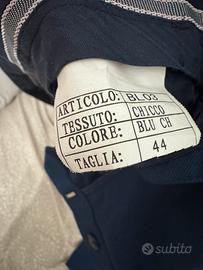 ARTICOLO: BL03
TESSUTO: CHICCO
COLORE: BLU CH
TAGLIA: 44
subito